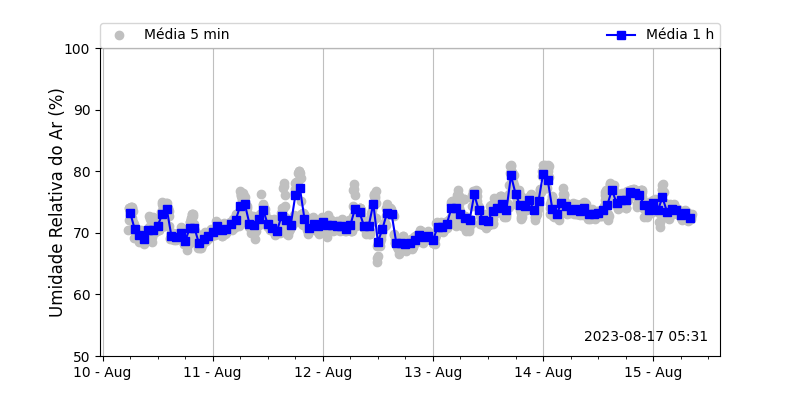 Média 5 min
Média 1 h
100
90
80
70
60
50
Umidade Relativa do Ar (%)
2023-08-17 05:31
10 - Aug
11 - Aug
12 - Aug
13 - Aug
14 - Aug
15 - Aug